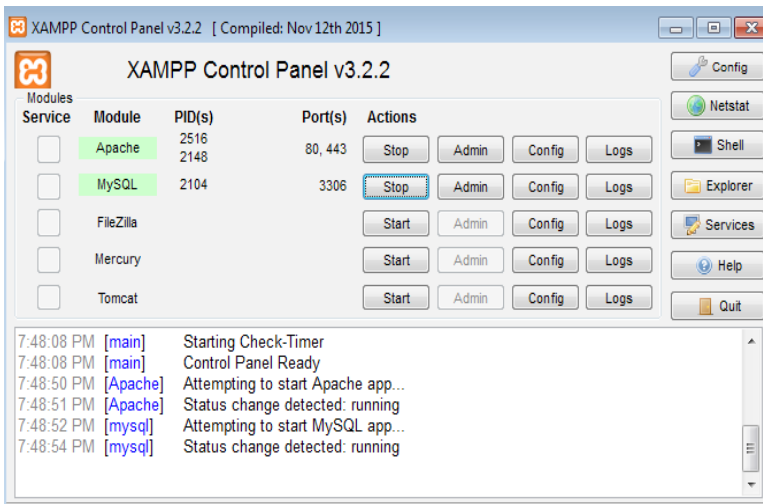 XAMPP Control Panel v3.2.2 [ Compiled: Nov 12th 2015 ]
XAMPP Control Panel v3.2.2
Config
Modules
Service Module PID(s) Port(s) Actions
Netstat
Apache 2516 2148 80, 443 Stop Admin Config Logs
Shell
MySQL 2104 3306 Stop Admin Config Logs
Explorer
FileZilla Start Admin Config Logs
Services
Mercury Start Admin Config Logs
Help
Tomcat Start Admin Config Logs
Quit
7:48:08 PM [main] Starting Check-Timer
7:48:08 PM [main] Control Panel Ready
7:48:50 PM [Apache] Attempting to start Apache app...
7:48:51 PM [Apache] Status change detected: running
7:48:52 PM [mysql] Attempting to start MySQL app...
7:48:54 PM [mysql] Status change detected: running